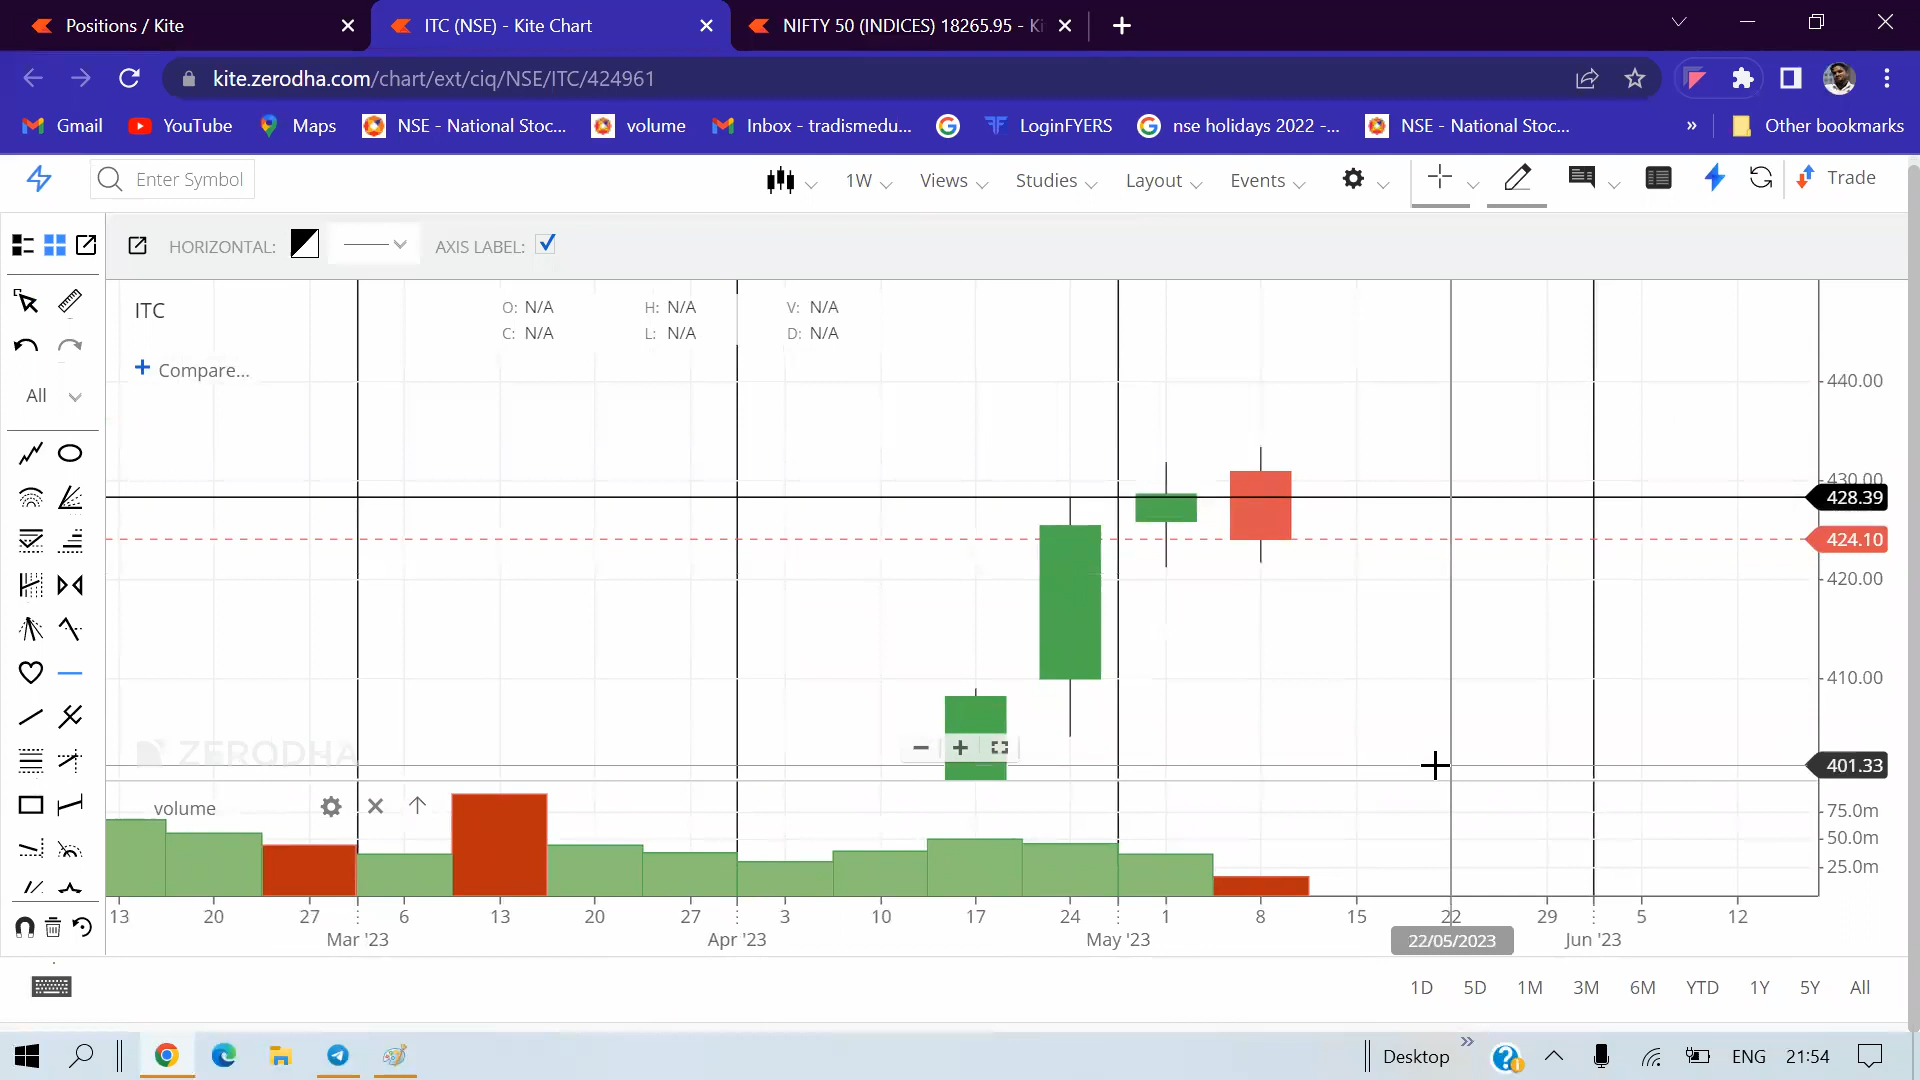 Positions / Kite
ITC (NSE) - Kite Chart
NIFTY 50 (INDICES) 18265.95 - Ki
kite.zerodha.com/chart/ext/ciq/NSE/ITC/424961
Gmail
YouTube
Maps
NSE - National Stoc...
volume
Inbox - tradismedu...
LoginFYERS
nse holidays 2022 -...
NSE - National Stoc...
»
Other bookmarks
Enter Symbol
1W
Views
Studies
Layout
Events
Trade
HORIZONTAL:
AXIS LABEL:
ITC
O: N/A
H: N/A
V: N/A
C: N/A
L: N/A
D: N/A
+ Compare...
All
440.00
430.00
428.39
424.10
420.00
410.00
401.33
ZERODHA
volume
75.0m
50.0m
25.0m
13 20 27 6 13 20 27 3 10 17 24 1 8 15 22 29 5 12
Mar '23 Apr '23 May '23 22/05/2023 Jun '23
1D 5D 1M 3M 6M YTD 1Y 5Y All
Desktop
»
ENG
21:54